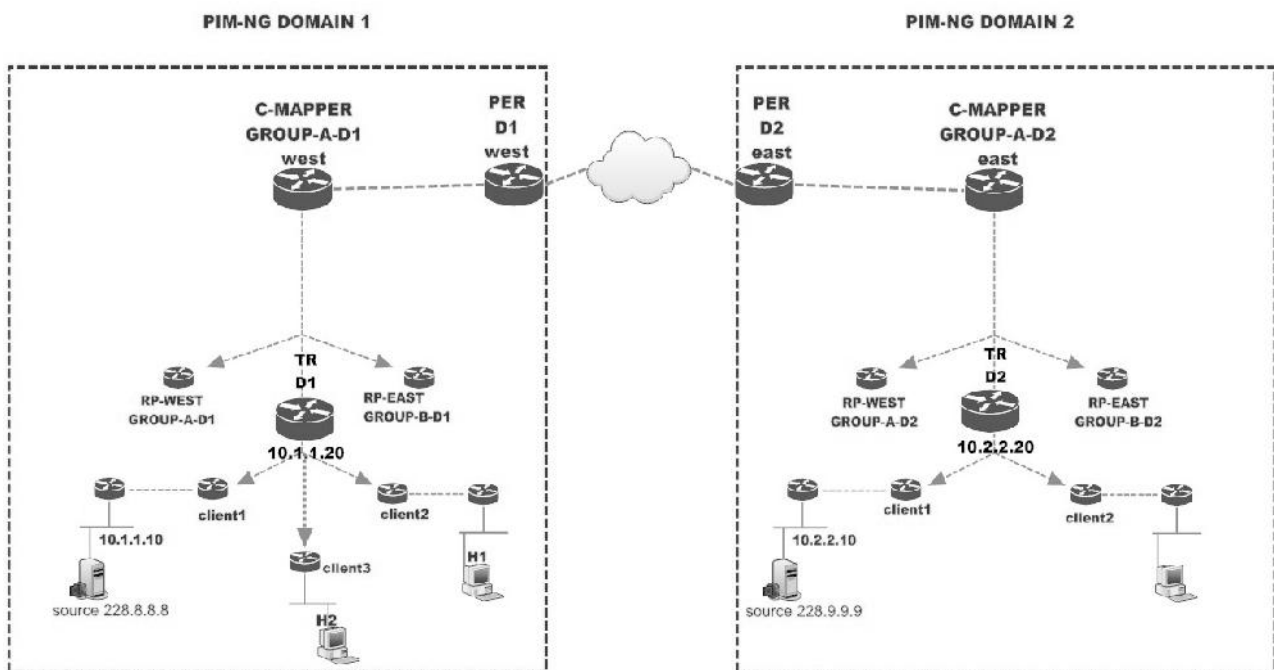 PIM-NG DOMAIN 1
PIM-NG DOMAIN 2
C-MAPPER
GROUP-A-D1
west
PER
D1
west
PER
D2
east
C-MAPPER
GROUP-A-D2
east
TR
D1
RP-WEST
GROUP-A-D1
RP-EAST
GROUP-B-D1
10.1.1.20
client1
client2
10.1.1.10
client3
H1
source 228.8.8.8
H2
TR
D2
RP-WEST
GROUP-A-D2
RP-EAST
GROUP-B-D2
10.2.2.20
client1
client2
10.2.2.10
source 228.9.9.9